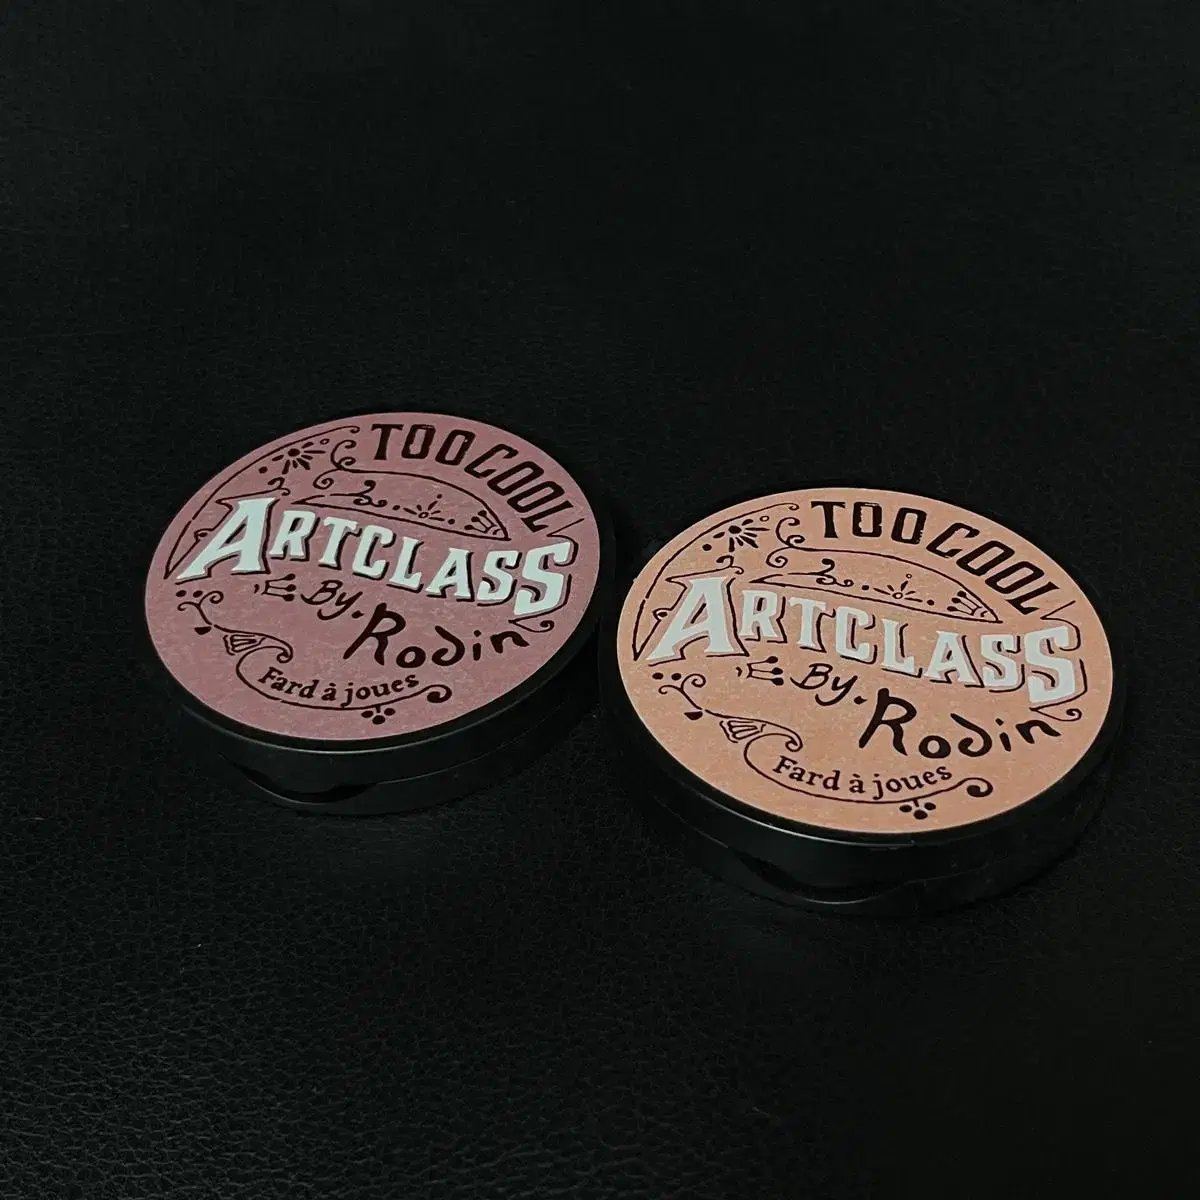 TOO COOL
ARTCLASS
By. Rodin
Fard à joues
TOO COOL
ARTCLASS
By. Rodin
Fard à joues